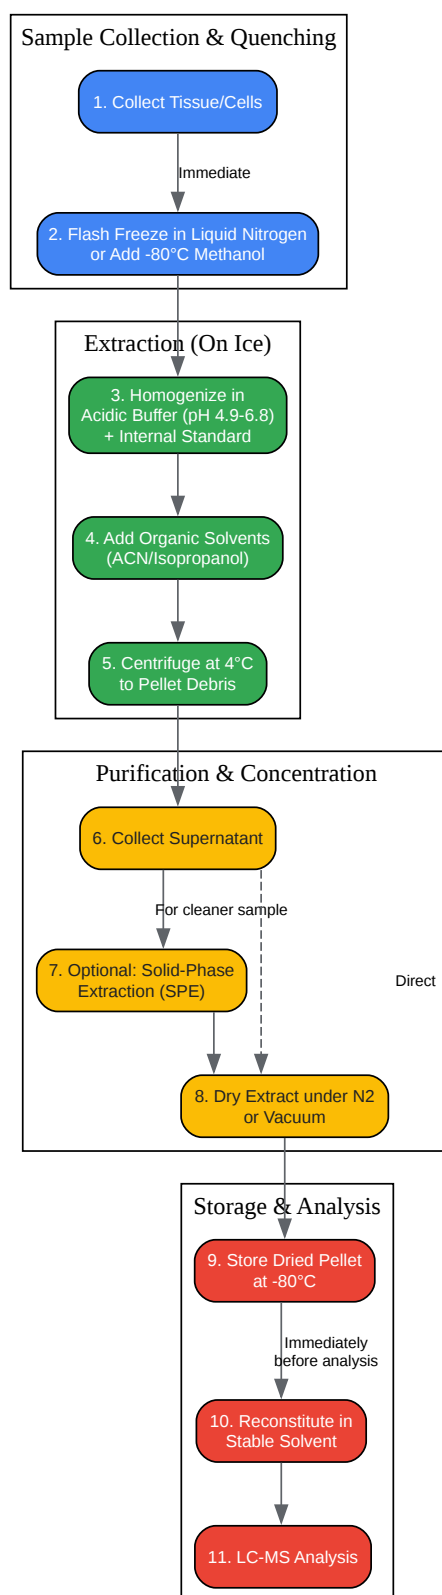 Sample Collection & Quenching
1. Collect Tissue/Cells
Immediate
2. Flash Freeze in Liquid Nitrogen
or Add -80°C Methanol
Extraction (On Ice)
3. Homogenize in
Acidic Buffer (pH 4.9-6.8)
+ Internal Standard
4. Add Organic Solvents
(ACN/Isopropanol)
5. Centrifuge at 4°C
to Pellet Debris
Purification & Concentration
6. Collect Supernatant
For cleaner sample
7. Optional: Solid-Phase
Extraction (SPE)
Direct
8. Dry Extract under N2
or Vacuum
Storage & Analysis
9. Store Dried Pellet
at -80°C
Immediately
before analysis
10. Reconstitute in
Stable Solvent
11. LC-MS Analysis